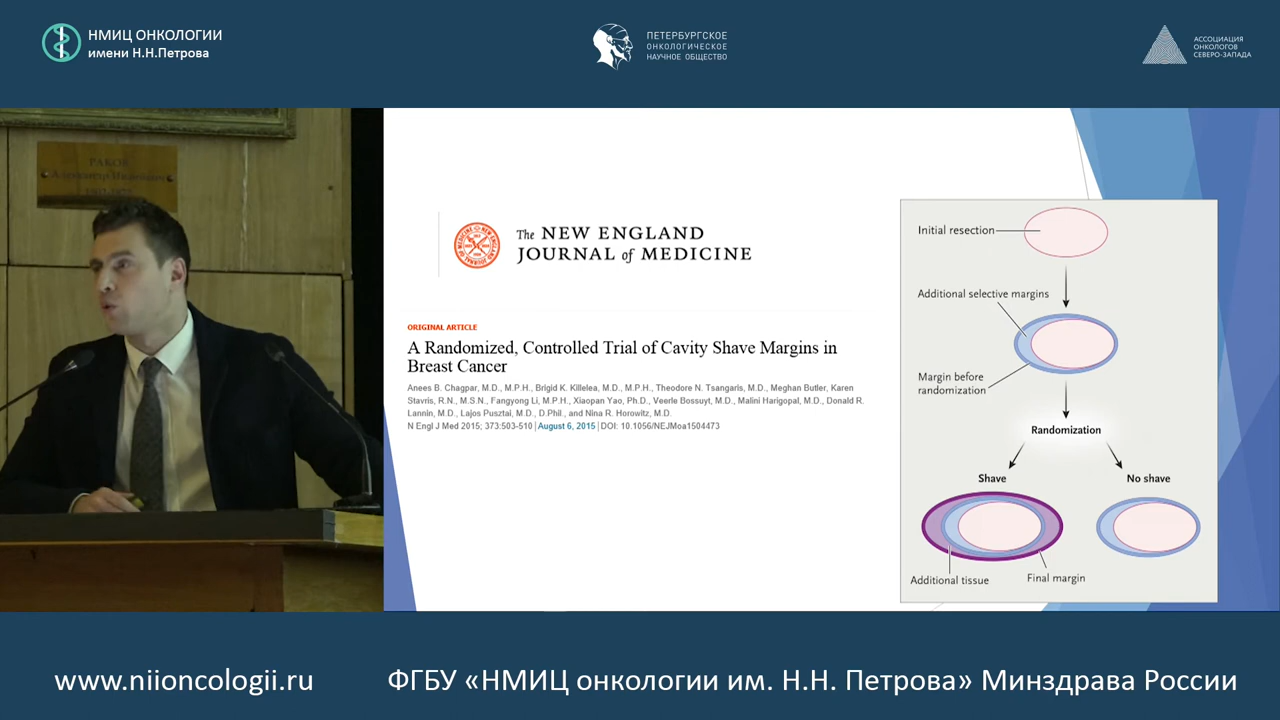 НМИЦ ОНКОЛОГИИ
имени Н.Н.Петрова
ПЕТЕРБУРГСКОЕ
ОНКОЛОГИЧЕСКОЕ
НАУЧНОЕ ОБЩЕСТВО
АССОЦИАЦИЯ
ОНКОЛОГОВ
СЕВЕРО-ЗАПАДА
РАКОВ
The NEW ENGLAND
JOURNAL of MEDICINE
ORIGINAL ARTICLE
A Randomized, Controlled Trial of Cavity Shave Margins in
Breast Cancer
Anees B. Chagpar, M.D., M.P.H., Brigid K. Killelea, M.D., M.P.H., Theodore N. Tsangaris, M.D., Meghan Butler, Karen
Stavris, R.N., M.S.N., Fangyong Li, M.P.H., Xiaopan Yao, Ph.D., Veerle Bossuyt, M.D., Malini Harigopal, M.D., Donald R.
Lannin, M.D., Lajos Pusztai, M.D., D.Phil., and Nina R. Horowitz, M.D.
N Engl J Med 2015; 373:503-510 | August 6, 2015 | DOI: 10.1056/NEJMoa1504473
Initial resection
Additional selective margins
Margin before
randomization
Randomization
Shave
No shave
Additional tissue
Final margin
www.niioncologii.ru
ФГБУ «НМИЦ онкологии им. Н.Н. Петрова» Минздрава России